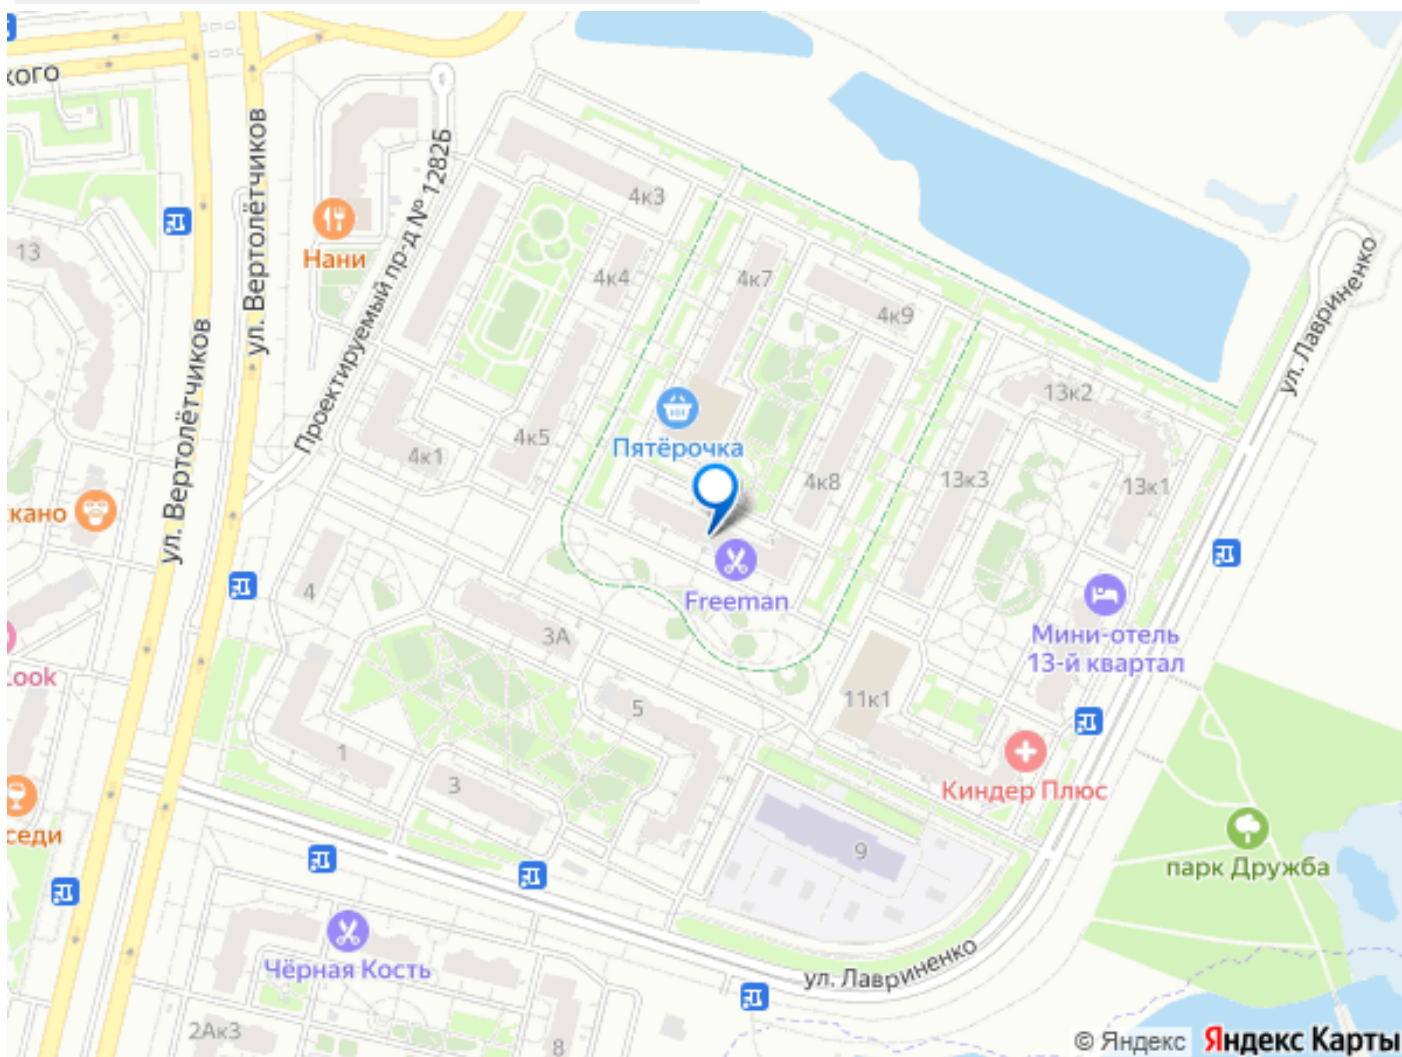 кого
ул. Вертолётчиков
Проектируемый пр-д № 1282Б
4к3
Нани
13
4к4
4к7
4к9
ул. Лавриненко
ул. Вертолётчиков
13к2
Пятёрочка
4к5
4к1
4к8
13к3
13к1
кано
4
Freeman
3А
Мини-отель
13-й квартал
Look
5
11к1
1
3
Киндер Плюс
седи
9
парк Дружба
Чёрная Кость
ул. Лавриненко
2Ак3
8
© Яндекс Яндекс Карты